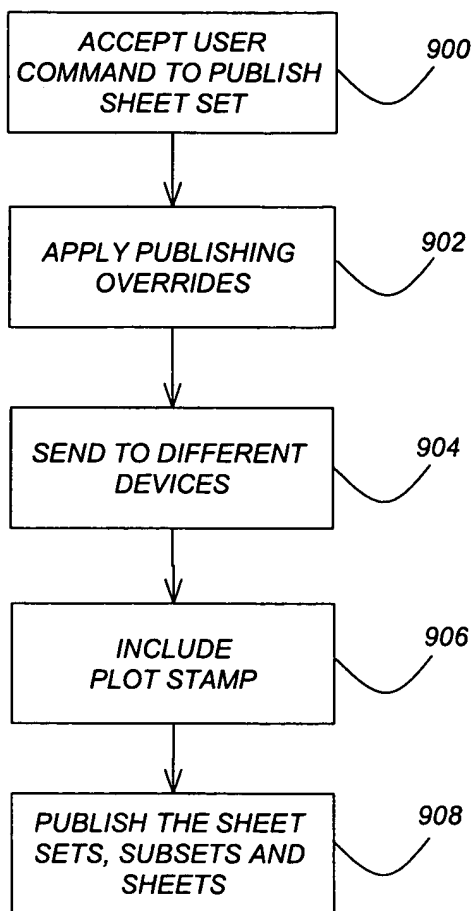 ACCEPT USER
COMMAND TO PUBLISH
SHEET SET
900
APPLY PUBLISHING
OVERRIDES
902
SEND TO DIFFERENT
DEVICES
904
INCLUDE
PLOT STAMP
906
PUBLISH THE SHEET
SETS, SUBSETS AND
SHEETS
908